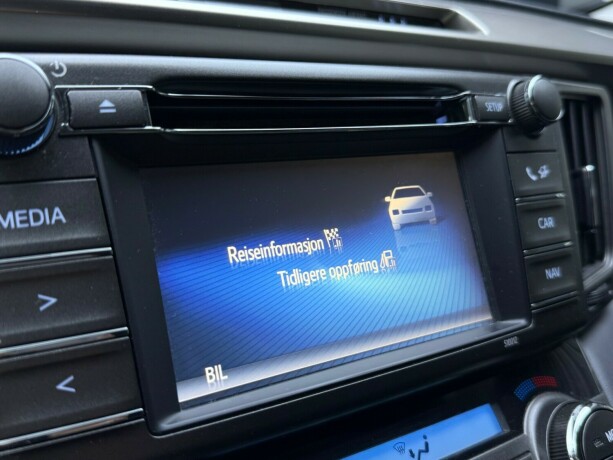 SETUP
MEDIA
CAR
NAV
>
<
Reiseinformasjon
Tidligere oppføring
BIL